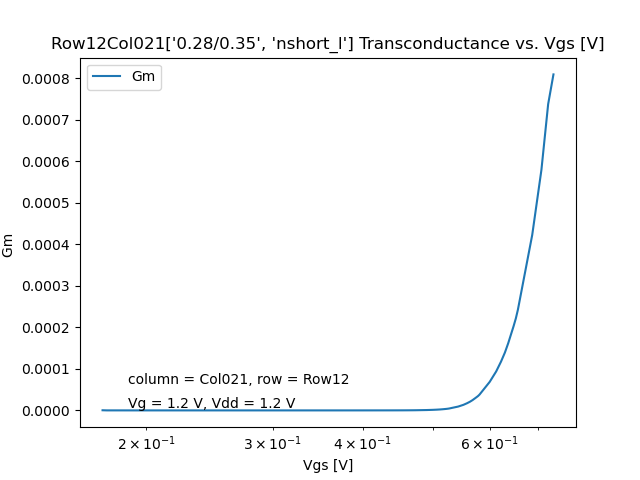 Row12Col021['0.28/0.35', 'nshort_l'] Transconductance vs. Vgs [V]
Gm
0.0008
0.0007
0.0006
0.0005
0.0004
0.0003
0.0002
0.0001
0.0000
Gm
column = Col021, row = Row12
Vg = 1.2 V, Vdd = 1.2 V
2 × 10⁻¹ 3 × 10⁻¹ 4 × 10⁻¹ 6 × 10⁻¹
Vgs [V]